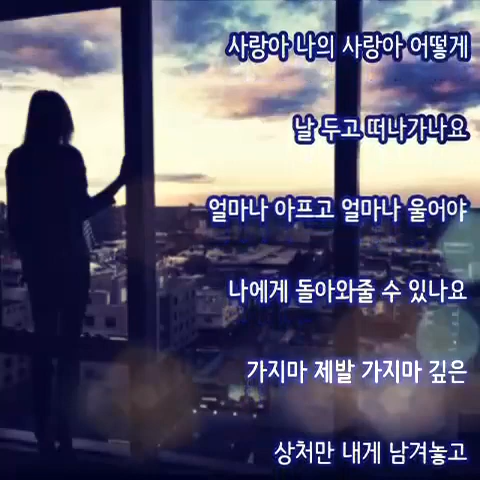 사랑아 나의 사랑아 어떻게
날 두고 떠나가나요
얼마나 아프고 얼마나 울어야
나에게 돌아와줄 수 있나요
가지마 제발 가지마 깊은
상처만 내게 남겨놓고